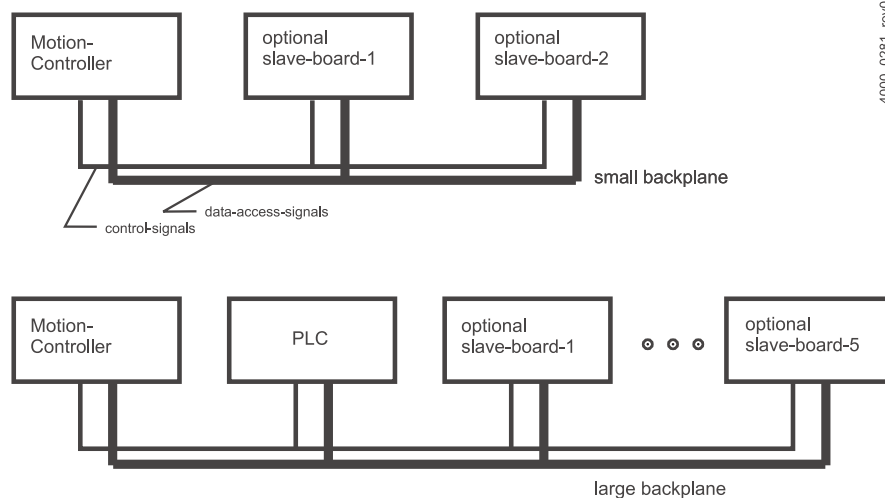 Motion-
Controller
optional
slave-board-1
optional
slave-board-2
small backplane
data-access-signals
control-signals
Motion-
Controller
PLC
optional
slave-board-1
optional
slave-board-5
large backplane